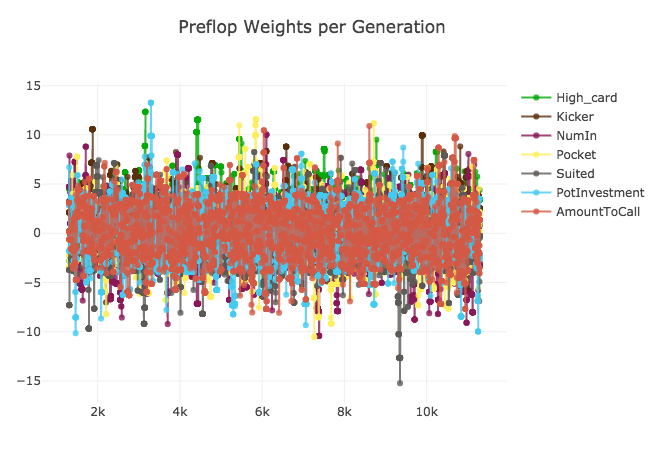 Preflop Weights per Generation
15
10
5
0
−5
−10
−15
2k
4k
6k
8k
10k
High_card
Kicker
NumIn
Pocket
Suited
PotInvestment
AmountToCall